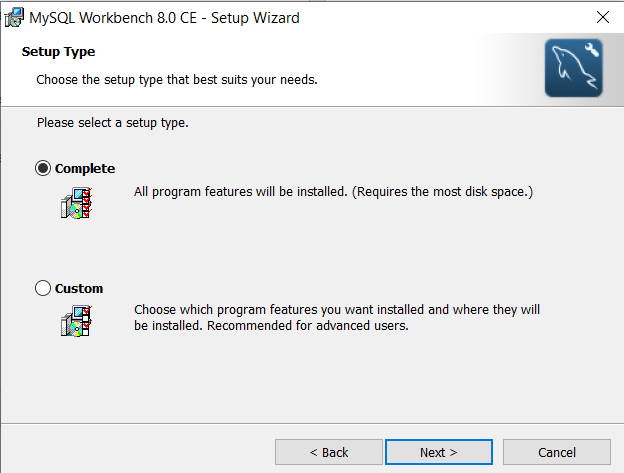 MySQL Workbench 8.0 CE - Setup Wizard
Setup Type
Choose the setup type that best suits your needs.
Please select a setup type.
Complete
All program features will be installed. (Requires the most disk space.)
Custom
Choose which program features you want installed and where they will
be installed. Recommended for advanced users.
< Back
Next >
Cancel